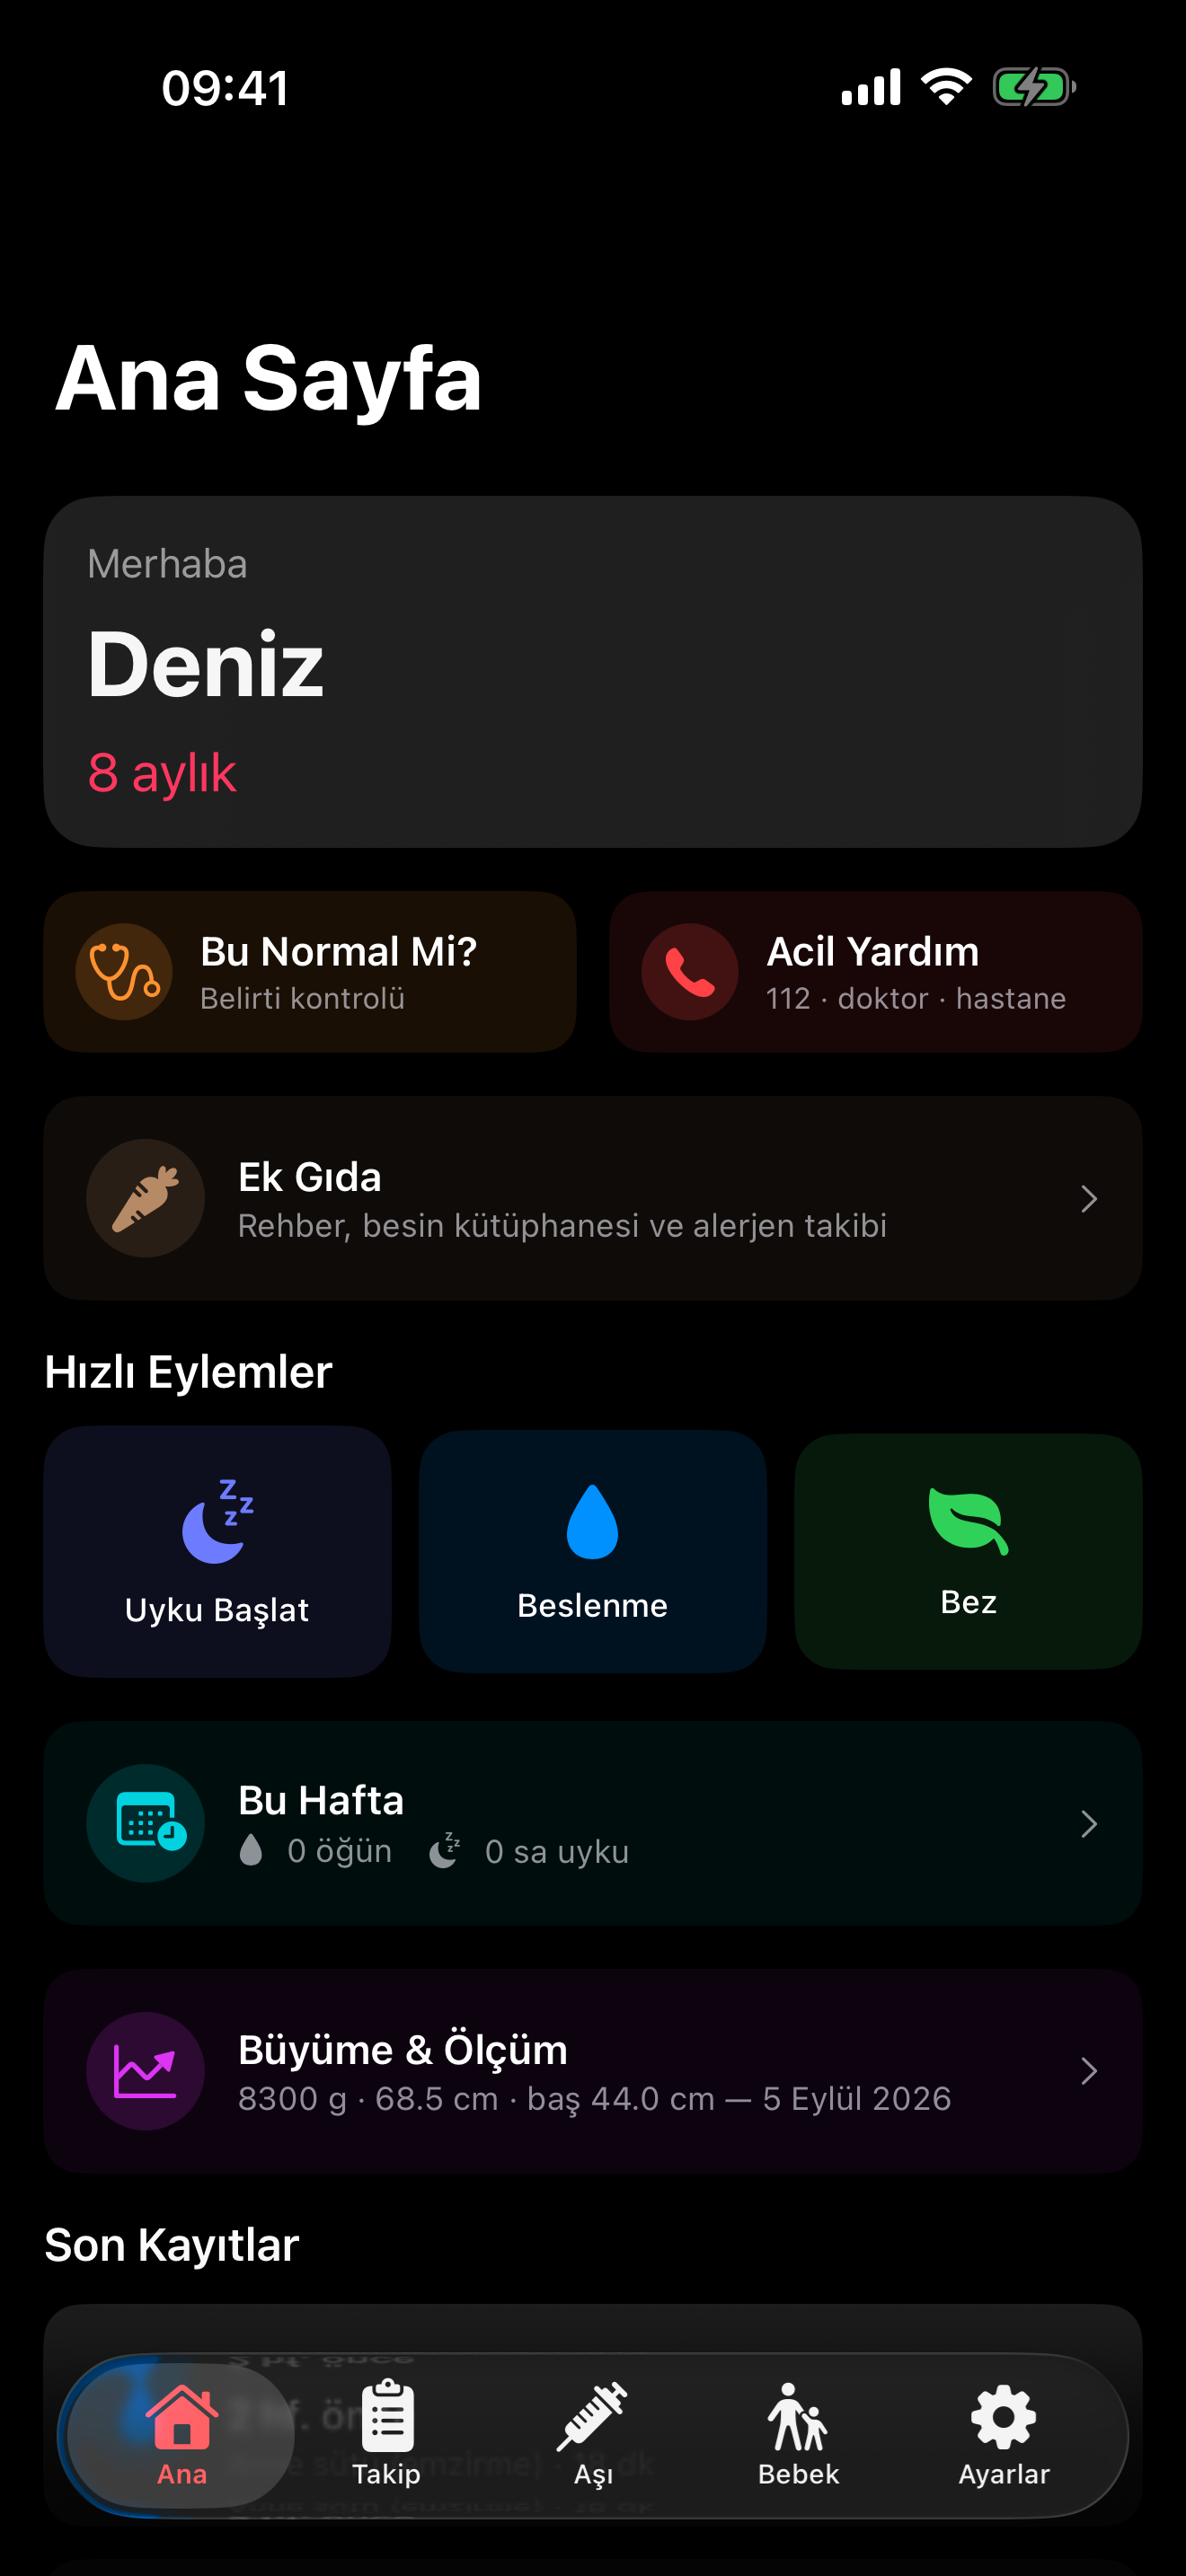 09:41
Ana Sayfa
Merhaba
Deniz
8 aylık
Bu Normal Mi?
Belirti kontrolü
Acil Yardım
112 · doktor · hastane
Ek Gıda
Rehber, besin kütüphanesi ve alerjen takibi
Hızlı Eylemler
Uyku Başlat
Beslenme
Bez
Bu Hafta
0 öğün 0 sa uyku
Büyüme & Ölçüm
8300 g · 68.5 cm · baş 44.0 cm — 5 Eylül 2026
Son Kayıtlar
Ana
Takip
Aşı
Bebek
Ayarlar